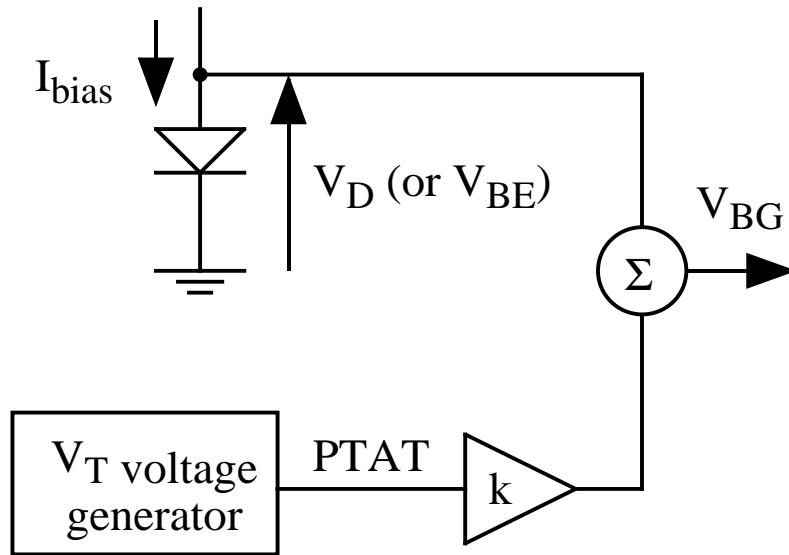 I_bias
V_D (or V_BE)
V_BG
Σ
V_T voltage
generator
PTAT
k